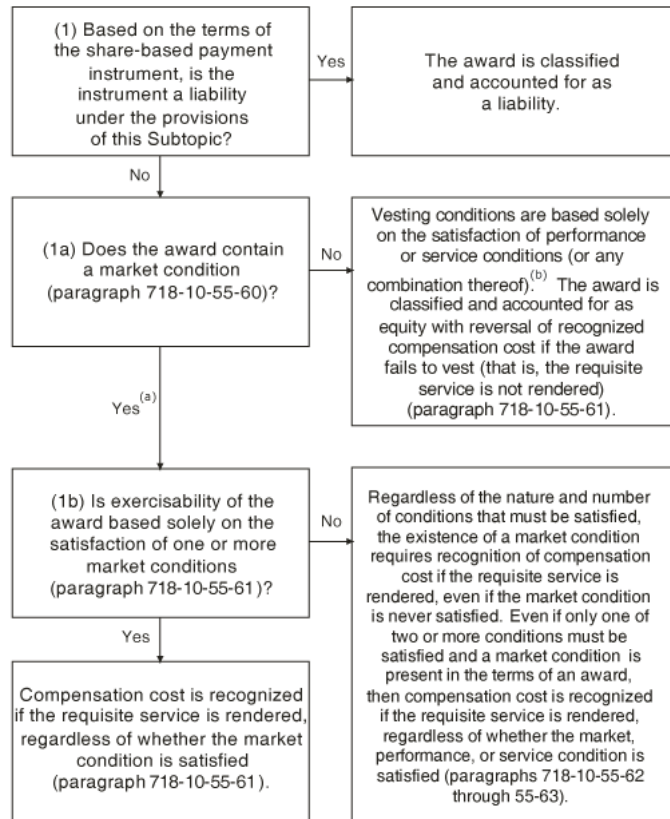 (1) Based on the terms of
the share-based payment
instrument, is the
instrument a liability
under the provisions
of this Subtopic?
Yes
The award is classified
and accounted for as
a liability.
No
(1a) Does the award contain
a market condition
(paragraph 718-10-55-60)?
No
Vesting conditions are based solely
on the satisfaction of performance
or service conditions (or any
combination thereof).(b) The award is
classified and accounted for as
equity with reversal of recognized
compensation cost if the award
fails to vest (that is, the requisite
service is not rendered)
(paragraph 718-10-55-61).
Yes(a)
(1b) Is exercisability of the
award based solely on the
satisfaction of one or more
market conditions
(paragraph 718-10-55-61)?
No
Regardless of the nature and number
of conditions that must be satisfied,
the existence of a market condition
requires recognition of compensation
cost if the requisite service is
rendered, even if the market condition
is never satisfied. Even if only one of
two or more conditions must be
satisfied and a market condition is
present in the terms of an award,
then compensation cost is recognized
if the requisite service is rendered,
regardless of whether the market,
performance, or service condition is
satisfied (paragraphs 718-10-55-62
through 55-63).
Yes
Compensation cost is recognized
if the requisite service is rendered,
regardless of whether the market
condition is satisfied
(paragraph 718-10-55-61).